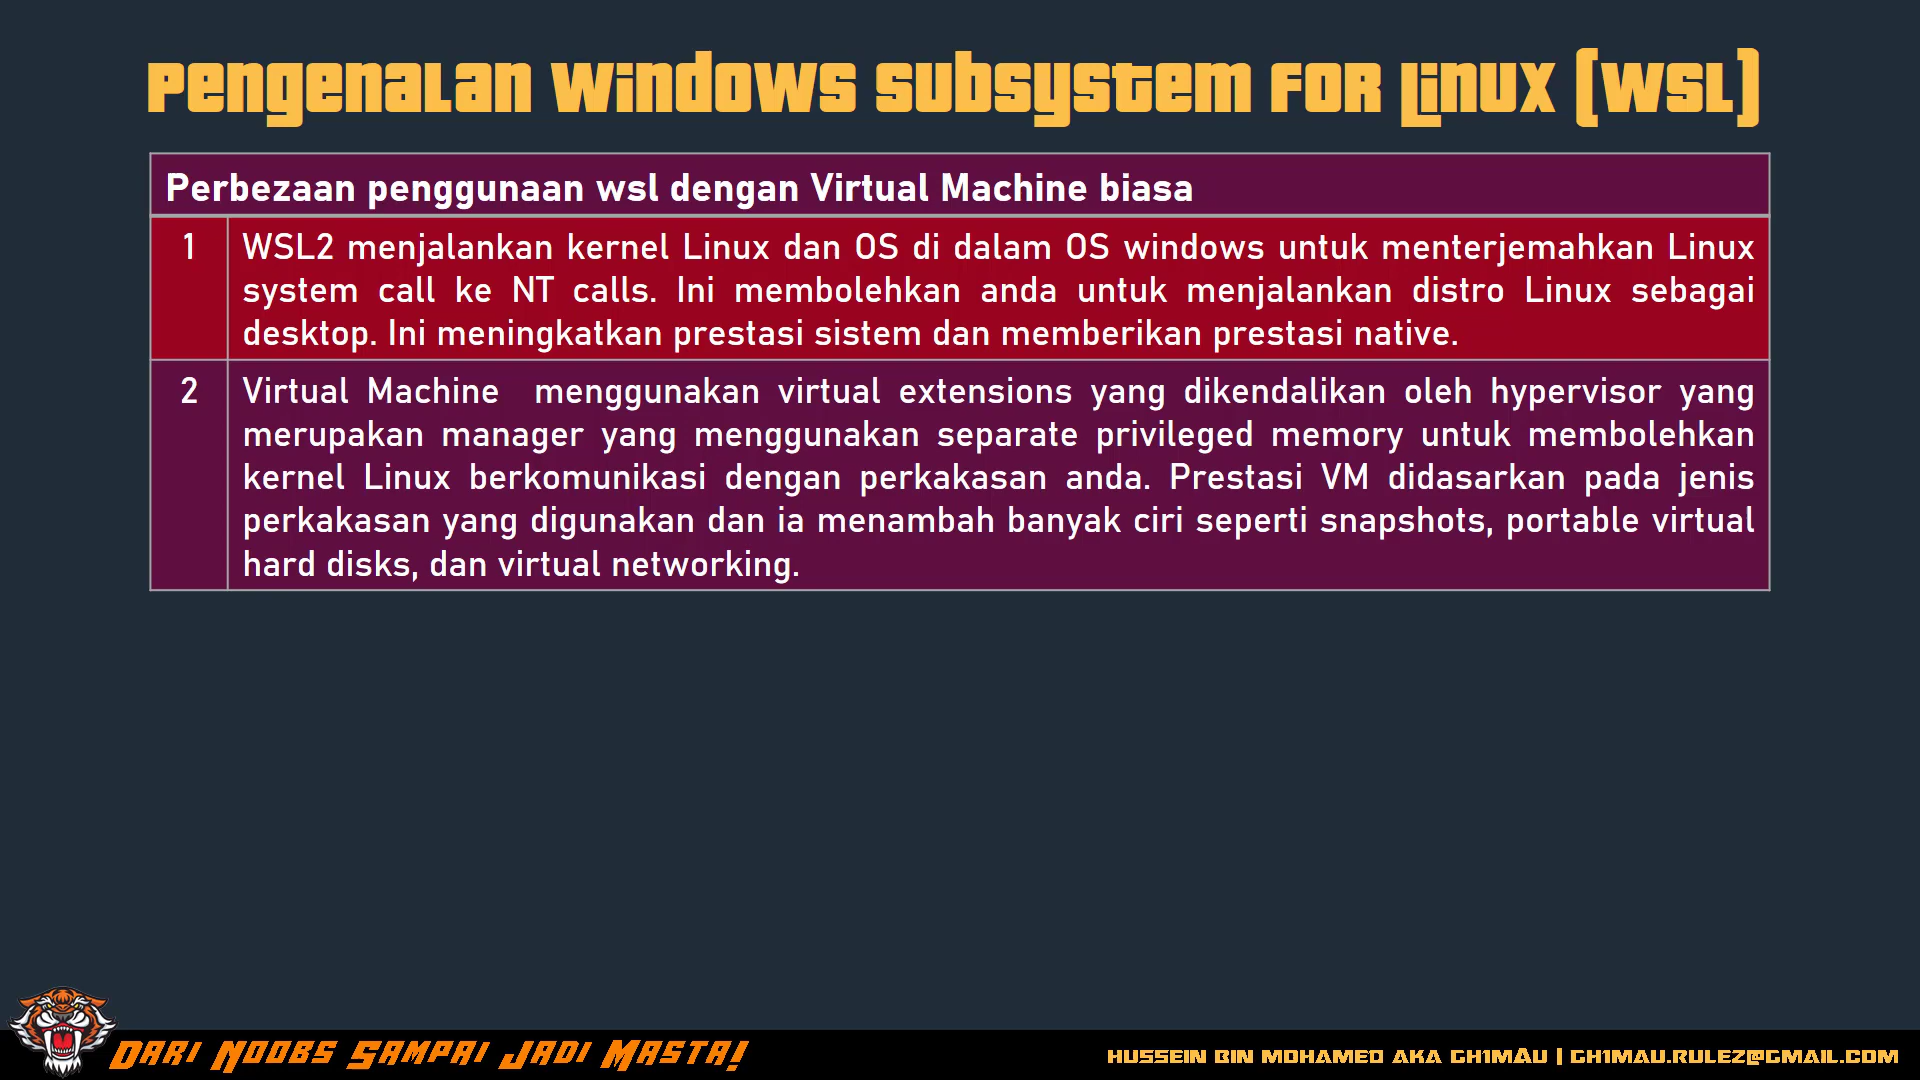 Pengenalan Windows Subsystem for Linux (WSL)
Perbezaan penggunaan wsl dengan Virtual Machine biasa
1 WSL2 menjalankan kernel Linux dan OS di dalam OS windows untuk menterjemahkan Linux
system call ke NT calls. Ini membolehkan anda untuk menjalankan distro Linux sebagai
desktop. Ini meningkatkan prestasi sistem dan memberikan prestasi native.
2 Virtual Machine menggunakan virtual extensions yang dikendalikan oleh hypervisor yang
merupakan manager yang menggunakan separate privileged memory untuk membolehkan
kernel Linux berkomunikasi dengan perkakasan anda. Prestasi VM didasarkan pada jenis
perkakasan yang digunakan dan ia menambah banyak ciri seperti snapshots, portable virtual
hard disks, dan virtual networking.
Dari Noobs Sampai Jadi Masta!
Hussein bin Mohamed aka gh1mAu | gh1mau.rulez@gmail.com